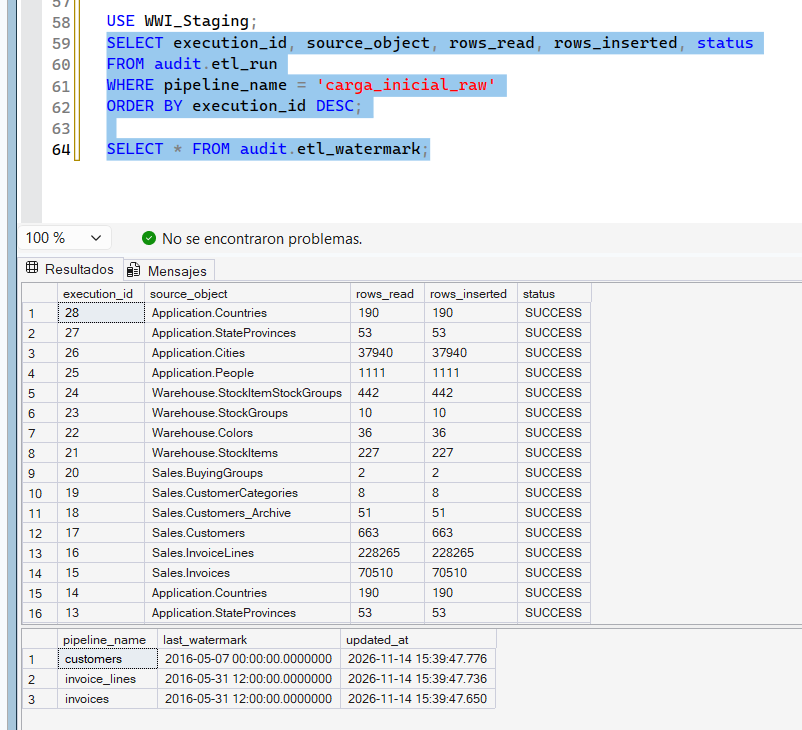 57
58 USE WWI_Staging;
59 SELECT execution_id, source_object, rows_read, rows_inserted, status
60 FROM audit.etl_run
61 WHERE pipeline_name = 'carga_inicial_raw'
62 ORDER BY execution_id DESC;
63
64 SELECT * FROM audit.etl_watermark;
100 % No se encontraron problemas.
Resultados Mensajes
execution_id source_object rows_read rows_inserted status
1 28 Application.Countries 190 190 SUCCESS
2 27 Application.StateProvinces 53 53 SUCCESS
3 26 Application.Cities 37940 37940 SUCCESS
4 25 Application.People 1111 1111 SUCCESS
5 24 Warehouse.StockItemStockGroups 442 442 SUCCESS
6 23 Warehouse.StockGroups 10 10 SUCCESS
7 22 Warehouse.Colors 36 36 SUCCESS
8 21 Warehouse.StockItems 227 227 SUCCESS
9 20 Sales.BuyingGroups 2 2 SUCCESS
10 19 Sales.CustomerCategories 8 8 SUCCESS
11 18 Sales.Customers_Archive 51 51 SUCCESS
12 17 Sales.Customers 663 663 SUCCESS
13 16 Sales.InvoiceLines 228265 228265 SUCCESS
14 15 Sales.Invoices 70510 70510 SUCCESS
15 14 Application.Countries 190 190 SUCCESS
16 13 Application.StateProvinces 53 53 SUCCESS
pipeline_name last_watermark updated_at
1 customers 2016-05-07 00:00:00.0000000 2026-11-14 15:39:47.776
2 invoice_lines 2016-05-31 12:00:00.0000000 2026-11-14 15:39:47.736
3 invoices 2016-05-31 12:00:00.0000000 2026-11-14 15:39:47.650